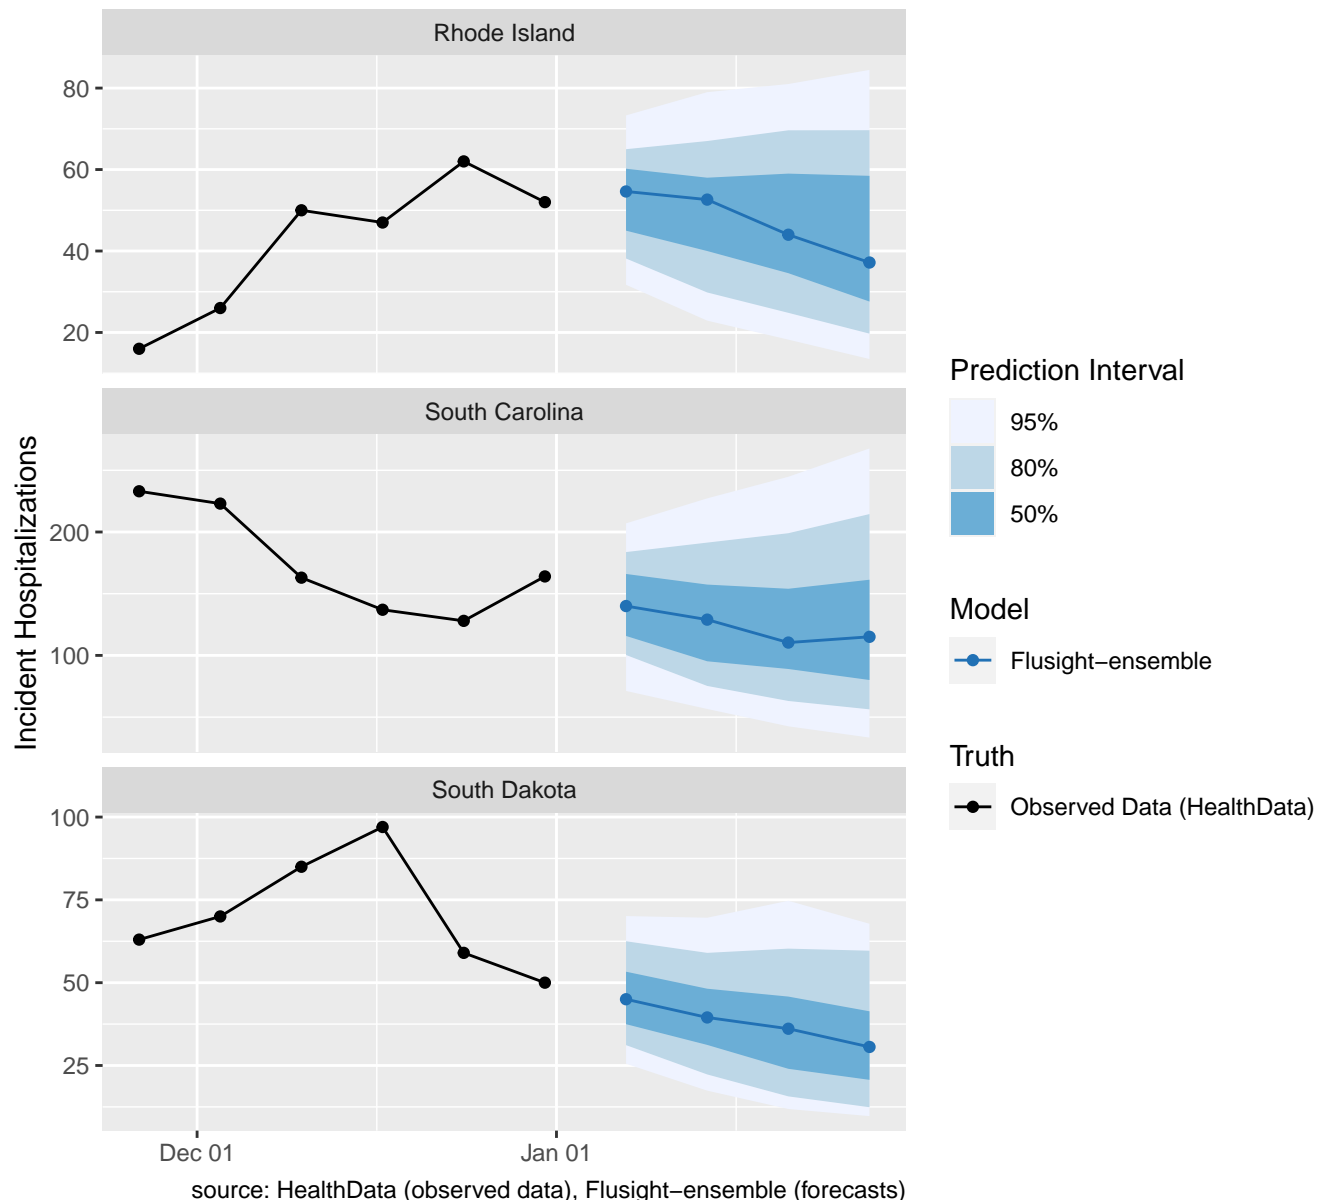 Rhode Island
80
60
40
20
South Carolina
200
100
South Dakota
100
75
50
25
Dec 01
Jan 01
Incident Hospitalizations
source: HealthData (observed data), Flusight−ensemble (forecasts)
Prediction Interval
95%
80%
50%
Model
Flusight−ensemble
Truth
Observed Data (HealthData)